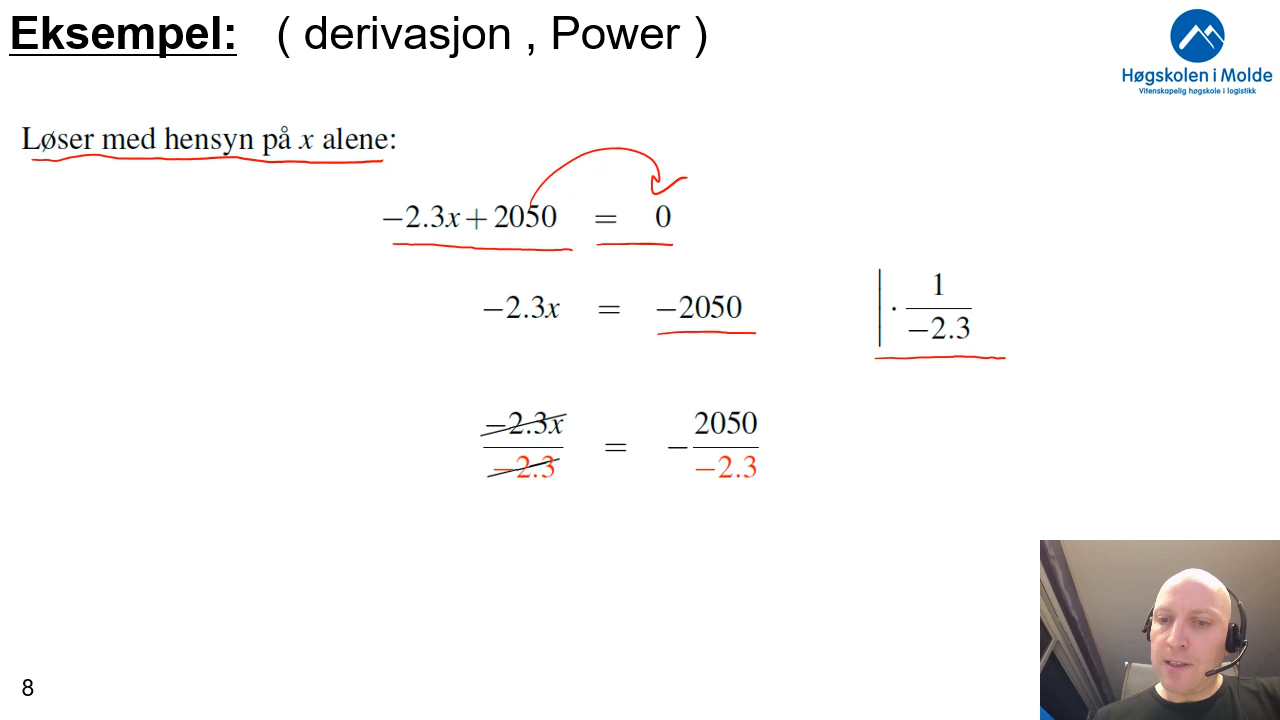 Eksempel: ( derivasjon , Power )
Høgskolen i Molde
Vitenskapelig høgskole i logistikk
Løser med hensyn på x alene:
−2.3x + 2050 = 0
−2.3x = −2050 | · 1/−2.3
−2.3x/−2.3 = − 2050/−2.3
8